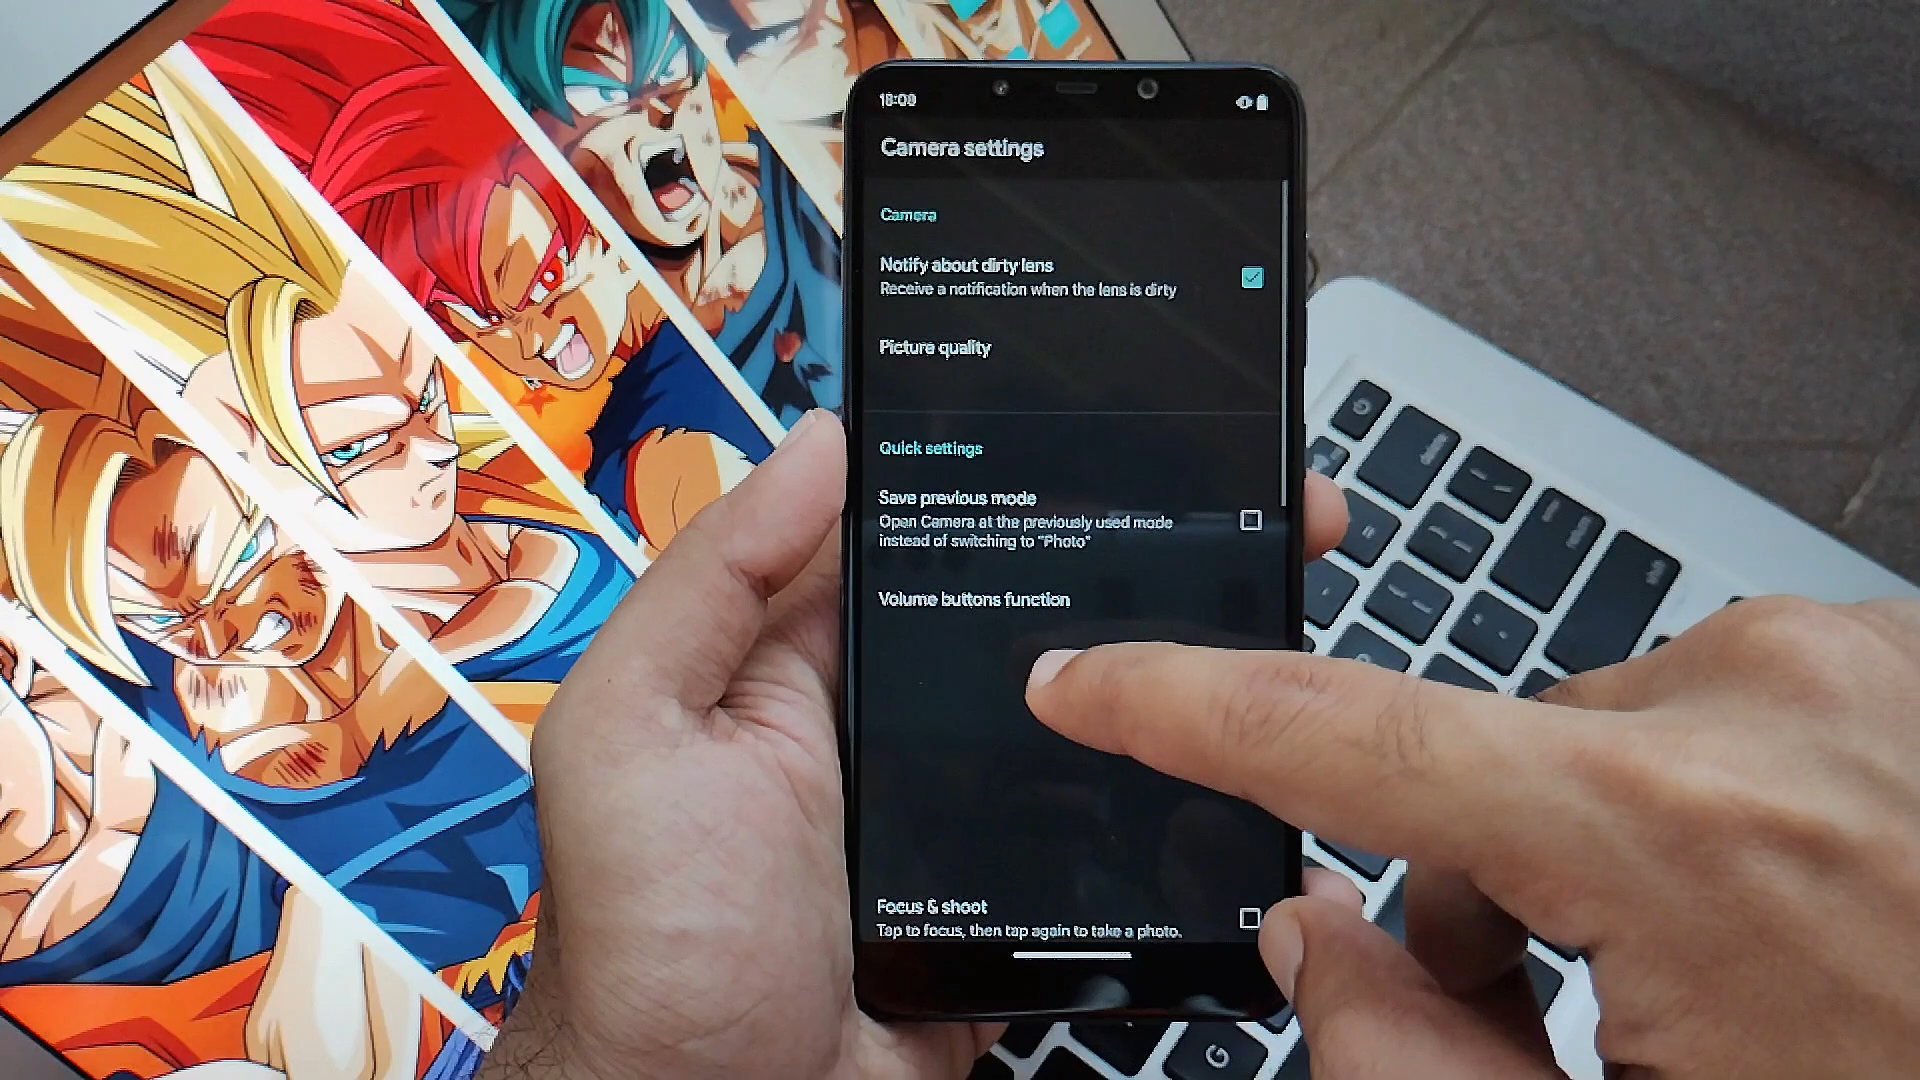 18:00
Camera settings
Camera
Notify about dirty lens
Receive a notification when the lens is dirty
Picture quality
Quick settings
Save previous mode
Open Camera at the previously used mode
instead of switching to "Photo"
Volume buttons function
Focus & shoot
Tap to focus, then tap again to take a photo.
delete
shift
G